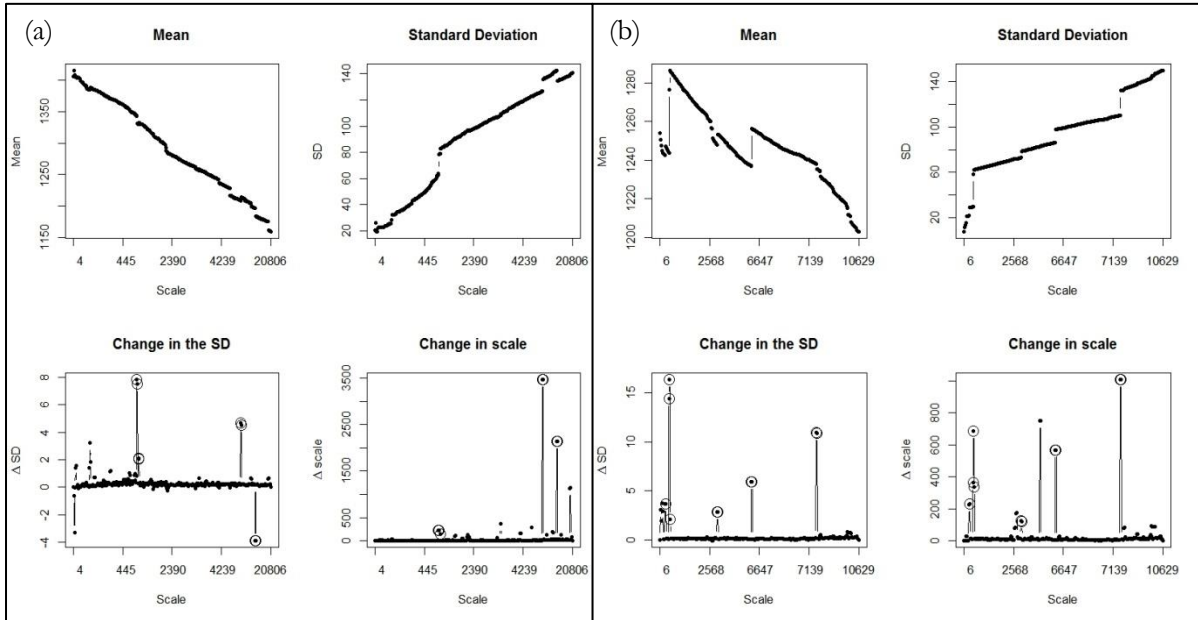 (a)
Mean
1350
1250
1150
Mean
4 445 2390 4239 20806
Scale
Standard Deviation
140
120
100
80
60
40
20
SD
4 445 2390 4239 20806
Scale
Change in the SD
8
6
4
2
0
-2
-4
Δ SD
4 445 2390 4239 20806
Scale
Change in scale
3500
2500
1500
500
0
Δ scale
4 445 2390 4239 20806
Scale
(b)
Mean
1280
1260
1240
1220
1200
Mean
6 2568 6647 7139 10629
Scale
Standard Deviation
140
100
60
20
SD
6 2568 6647 7139 10629
Scale
Change in the SD
15
10
5
0
Δ SD
6 2568 6647 7139 10629
Scale
Change in scale
800
600
400
200
0
Δ scale
6 2568 6647 7139 10629
Scale